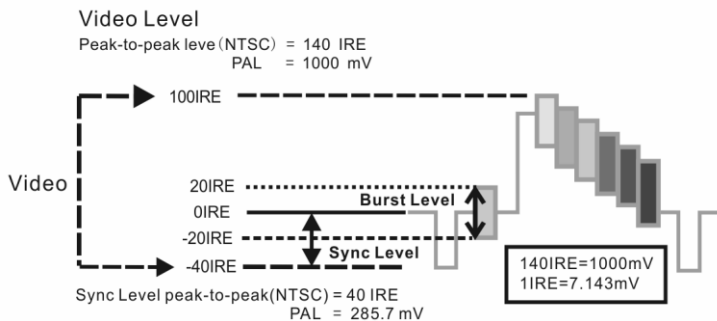 Video Level
Peak-to-peak leve(NTSC) = 140 IRE
PAL = 1000 mV
100IRE
Video
20IRE
Burst Level
0IRE
-20IRE
Sync Level
-40IRE
140IRE=1000mV
1IRE=7.143mV
Sync Level peak-to-peak(NTSC) = 40 IRE
PAL = 285.7 mV